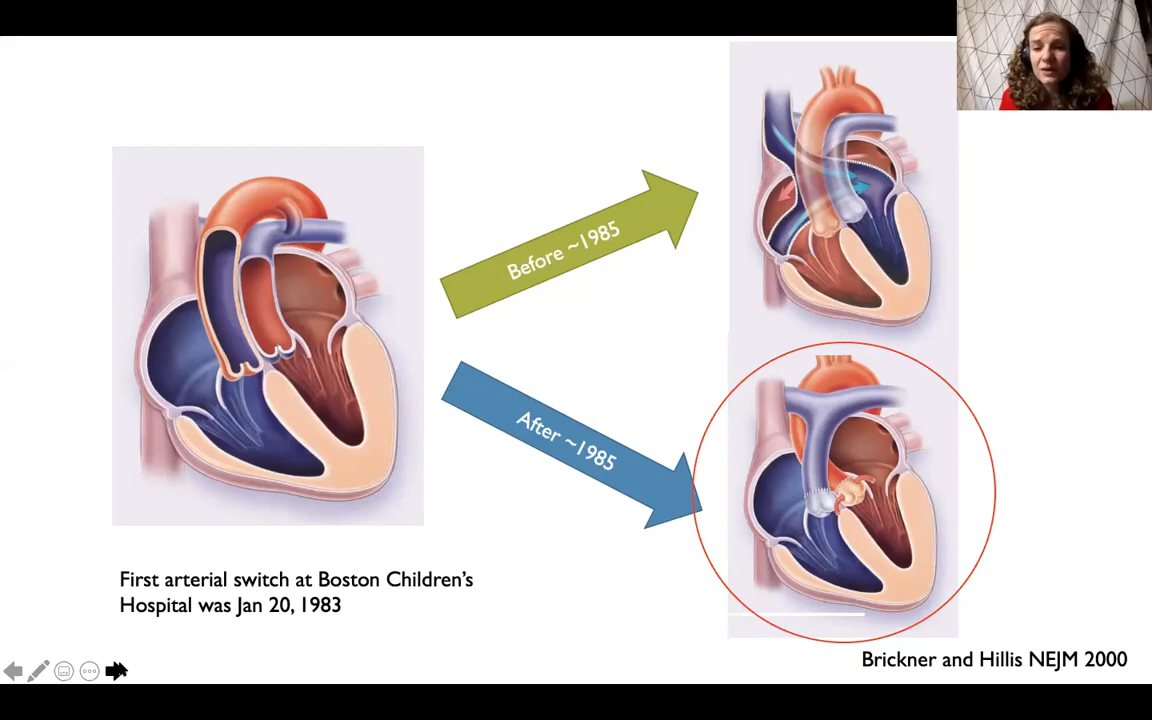 Before ~1985
After ~1985
First arterial switch at Boston Children's
Hospital was Jan 20, 1983
Brickner and Hillis NEJM 2000